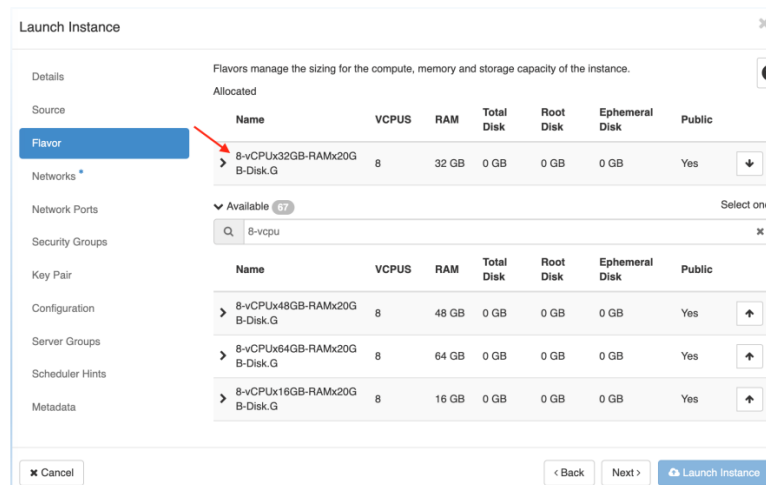 Launch Instance
Details
Source
Flavor
Networks *
Network Ports
Security Groups
Key Pair
Configuration
Server Groups
Scheduler Hints
Metadata
Flavors manage the sizing for the compute, memory and storage capacity of the instance.
Allocated
Name VCPUS RAM Total Disk Root Disk Ephemeral Disk Public
8-vCPUx32GB-RAMx20G
B-Disk.G 8 32 GB 0 GB 0 GB 0 GB Yes
Available 67 Select one
8-vcpu
Name VCPUS RAM Total Disk Root Disk Ephemeral Disk Public
8-vCPUx48GB-RAMx20G
B-Disk.G 8 48 GB 0 GB 0 GB 0 GB Yes
8-vCPUx64GB-RAMx20G
B-Disk.G 8 64 GB 0 GB 0 GB 0 GB Yes
8-vCPUx16GB-RAMx20G
B-Disk.G 8 16 GB 0 GB 0 GB 0 GB Yes
× Cancel
< Back Next > Launch Instance